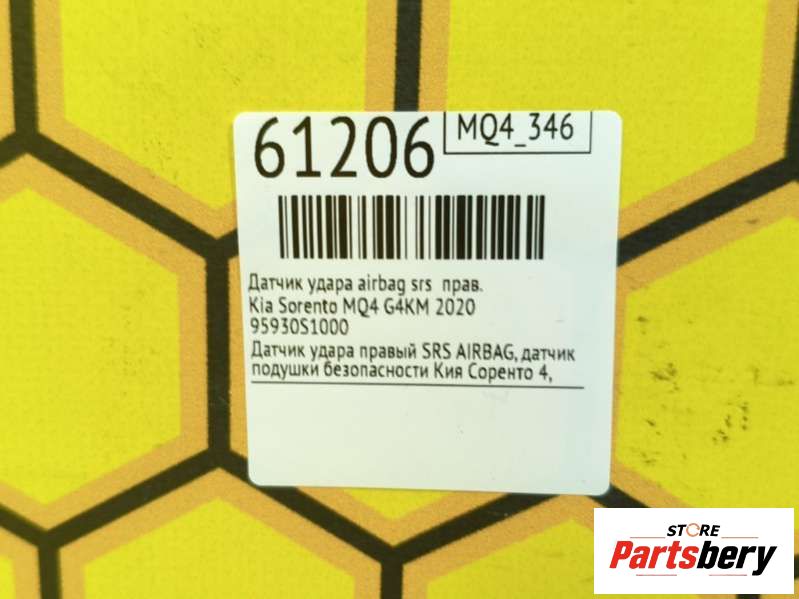 61206
MQ4_346
Датчик удара airbag srs прав.
Kia Sorento MQ4 G4KM 2020
95930S1000
Датчик удара правый SRS AIRBAG, датчик
подушки безопасности Кия Соренто 4,
STORE
Partsbery